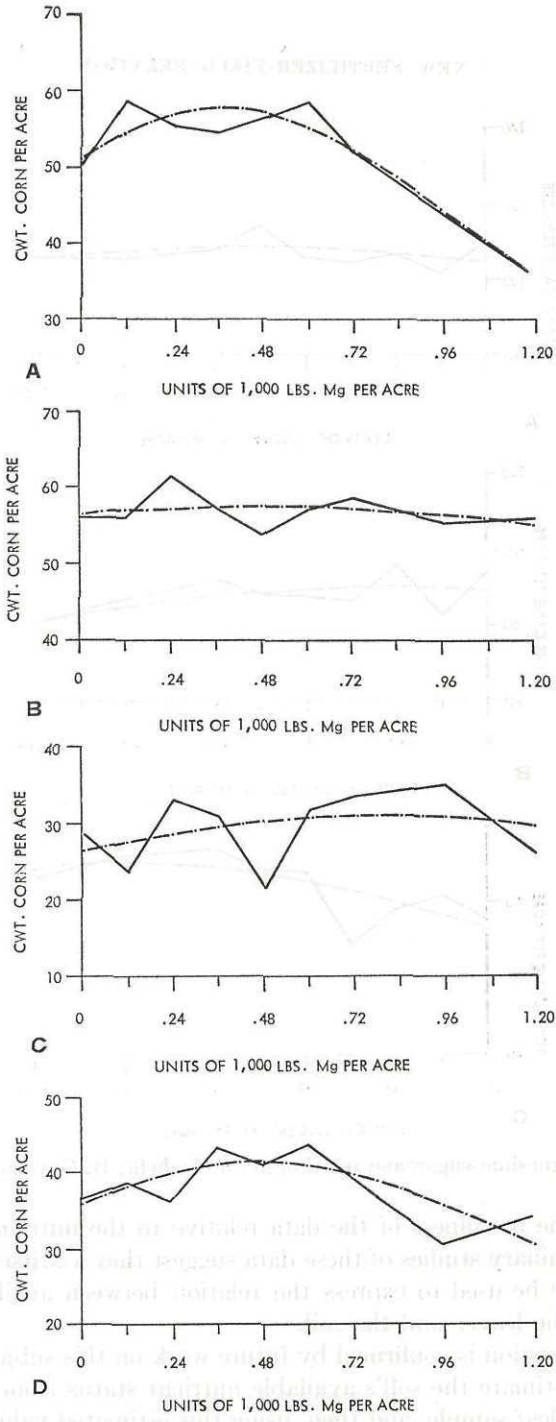 70
60
50
40
30
CWT. CORN PER ACRE
0 .24 .48 .72 .96 1.20
A
UNITS OF 1,000 LBS. Mg PER ACRE
70
60
50
40
CWT. CORN PER ACRE
0 .24 .48 .72 .96 1.20
B
UNITS OF 1,000 LBS. Mg PER ACRE
40
30
20
10
CWT. CORN PER ACRE
0 .24 .48 .72 .96 1.20
C
UNITS OF 1,000 LBS. Mg PER ACRE
50
40
30
20
CWT. CORN PER ACRE
0 .24 .48 .72 .96 1.20
D
UNITS OF 1,000 LBS. Mg PER ACRE